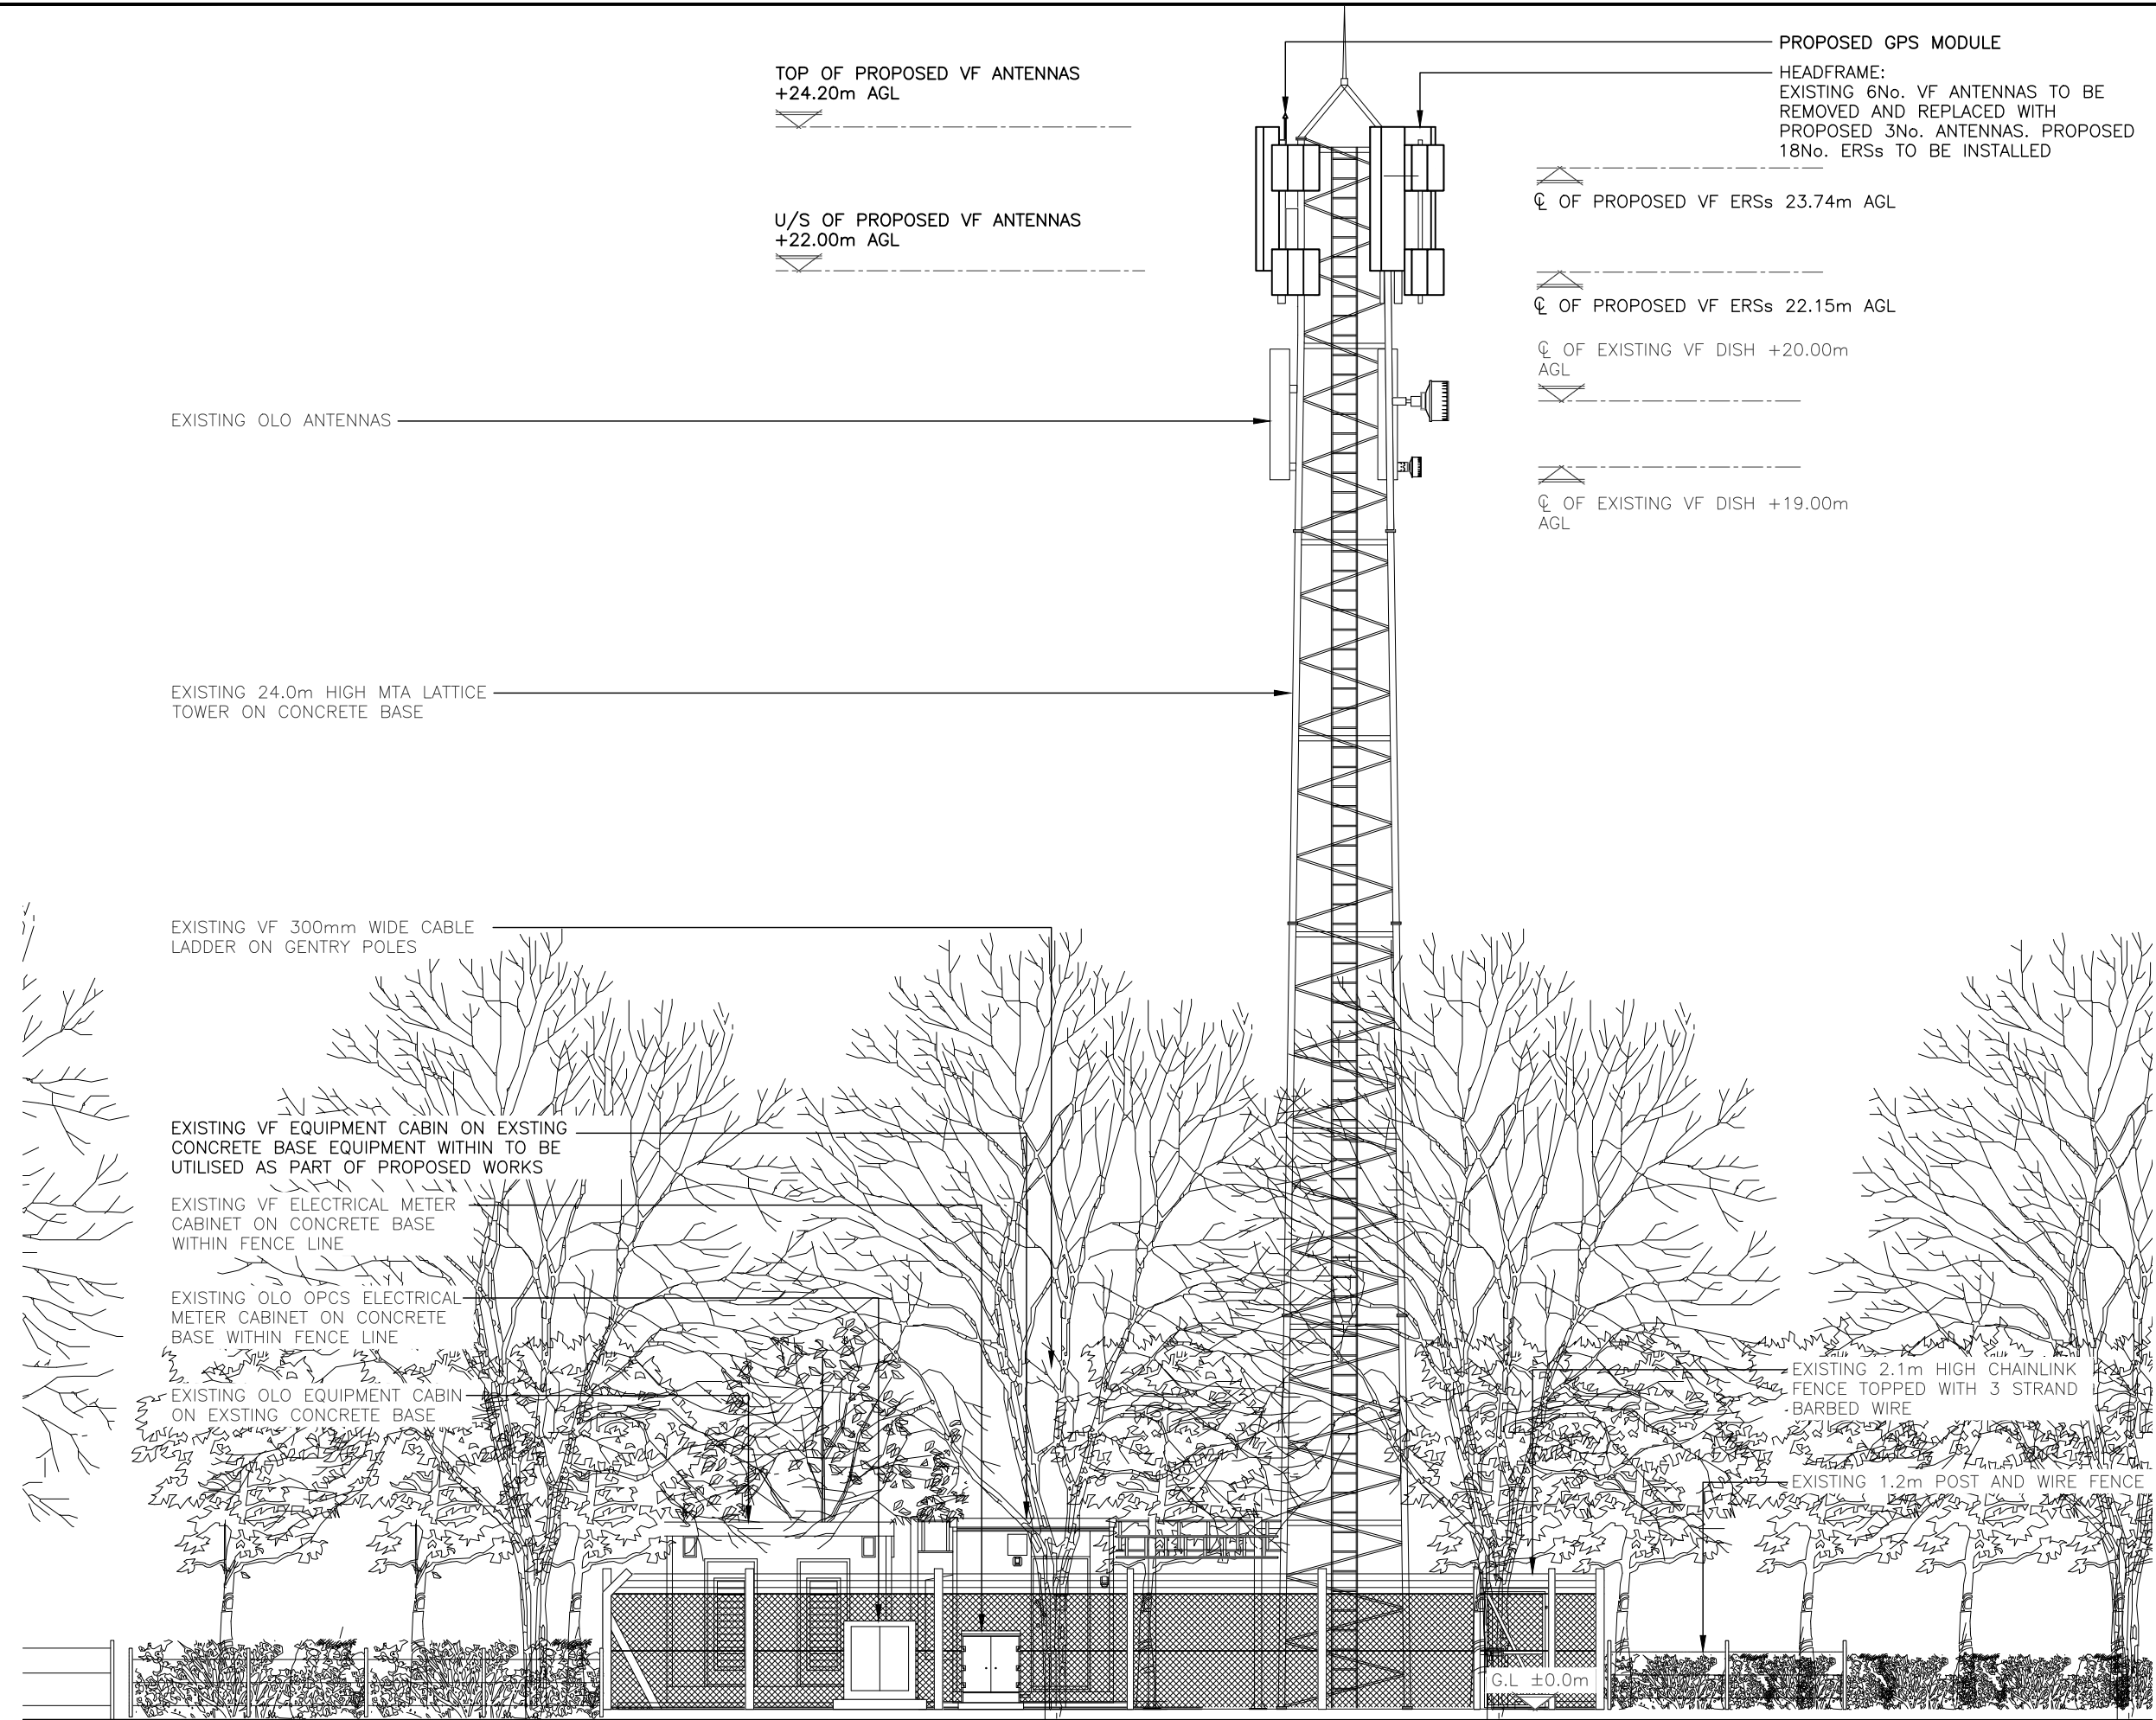 PROPOSED GPS MODULE
HEADFRAME:
EXISTING 6No. VF ANTENNAS TO BE
REMOVED AND REPLACED WITH
PROPOSED 3No. ANTENNAS. PROPOSED
18No. ERSs TO BE INSTALLED
TOP OF PROPOSED VF ANTENNAS
+24.20m AGL
℄ OF PROPOSED VF ERSs 23.74m AGL
U/S OF PROPOSED VF ANTENNAS
+22.00m AGL
℄ OF PROPOSED VF ERSs 22.15m AGL
℄ OF EXISTING VF DISH +20.00m
AGL
EXISTING OLO ANTENNAS
℄ OF EXISTING VF DISH +19.00m
AGL
EXISTING 24.0m HIGH MTA LATTICE
TOWER ON CONCRETE BASE
EXISTING VF 300mm WIDE CABLE
LADDER ON GENTRY POLES
EXISTING VF EQUIPMENT CABIN ON EXSTING
CONCRETE BASE EQUIPMENT WITHIN TO BE
UTILISED AS PART OF PROPOSED WORKS
EXISTING VF ELECTRICAL METER
CABINET ON CONCRETE BASE
WITHIN FENCE LINE
EXISTING OLO OPCS ELECTRICAL
METER CABINET ON CONCRETE
BASE WITHIN FENCE LINE
EXISTING OLO EQUIPMENT CABIN
ON EXSTING CONCRETE BASE
EXISTING 2.1m HIGH CHAINLINK
FENCE TOPPED WITH 3 STRAND
BARBED WIRE
EXISTING 1.2m POST AND WIRE FENCE
G.L ±0.0m